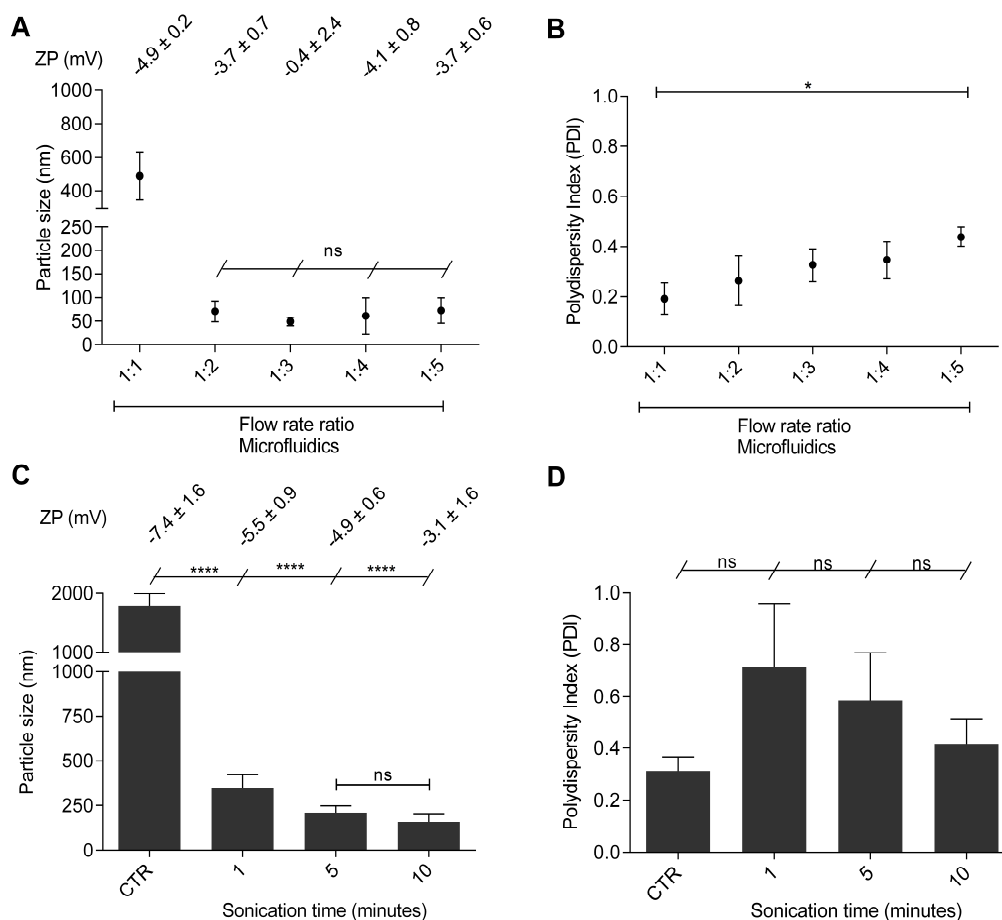 A
ZP (mV)
-4.9 ± 0.2
-3.7 ± 0.7
-0.4 ± 2.4
-4.1 ± 0.8
-3.7 ± 0.6
Particle size (nm)
1000
800
600
400
250
200
150
100
50
0
ns
1:1
1:2
1:3
1:4
1:5
Flow rate ratio
Microfluidics
B
Polydispersity Index (PDI)
1.0
0.8
0.6
0.4
0.2
0.0
*
1:1
1:2
1:3
1:4
1:5
Flow rate ratio
Microfluidics
C
ZP (mV)
-7.4 ± 1.6
-5.5 ± 0.9
-4.9 ± 0.6
-3.1 ± 1.6
**** **** ****
Particle size (nm)
2000
1000
1000
750
500
250
0
ns
CTR
1
5
10
Sonication time (minutes)
D
ns ns ns
Polydispersity Index (PDI)
1.0
0.8
0.6
0.4
0.2
0.0
CTR
1
5
10
Sonication time (minutes)